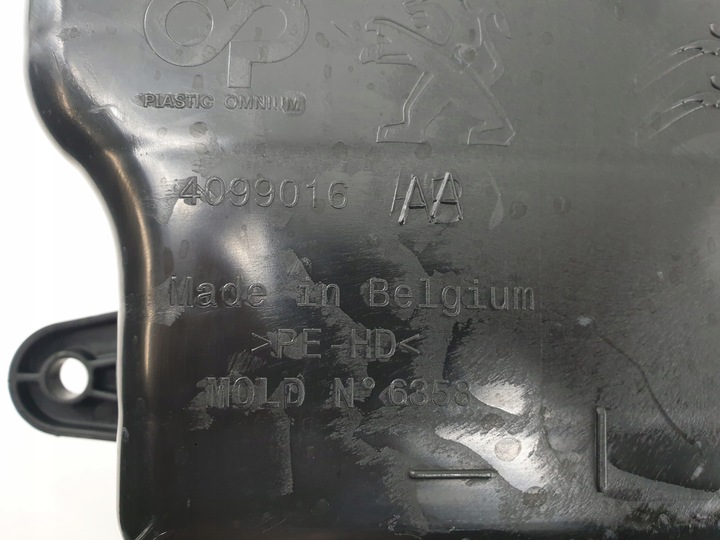 PLASTIC OMNIUM
4099016 AA
Made in Belgium
>PE-HD<
MOLD N° 6358